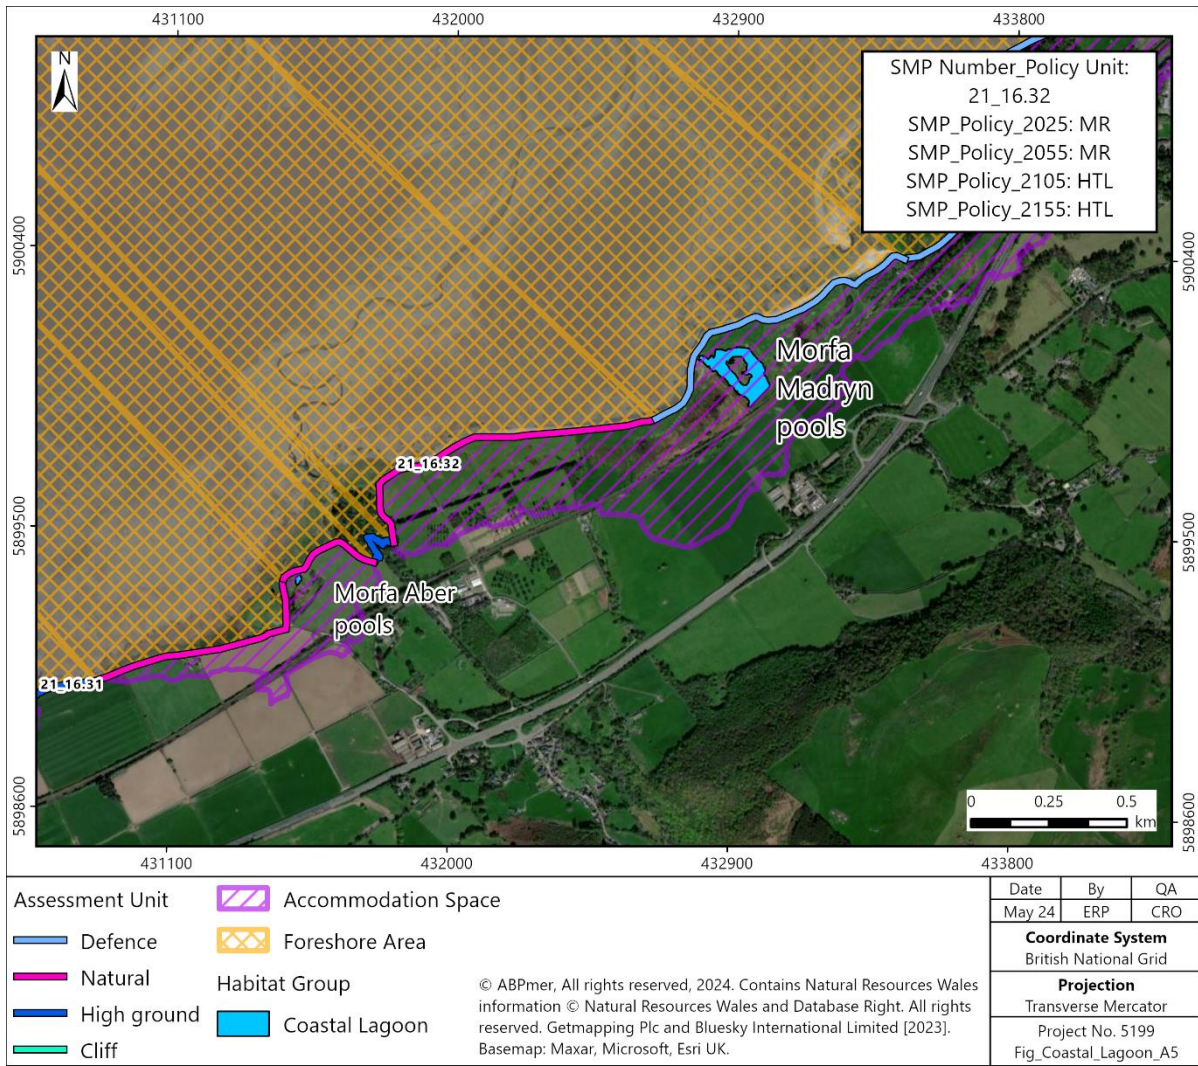 431100
432000
432900
433800
N
SMP Number_Policy Unit:
21_16.32
SMP_Policy_2025: MR
SMP_Policy_2055: MR
SMP_Policy_2105: HTL
SMP_Policy_2155: HTL
5900400
5900400
Morfa
Madryn
pools
21_16.32
5899500
5899500
Morfa Aber
pools
21_16.31
5898600
5898600
0
0.25
0.5
km
431100
432000
432900
433800
Assessment Unit
Defence
Natural
High ground
Cliff
Accommodation Space
Foreshore Area
Habitat Group
Coastal Lagoon
© ABPmer, All rights reserved, 2024. Contains Natural Resources Wales
information © Natural Resources Wales and Database Right. All rights
reserved. Getmapping Plc and Bluesky International Limited [2023].
Basemap: Maxar, Microsoft, Esri UK.
Date By QA
May 24 ERP CRO
Coordinate System
British National Grid
Projection
Transverse Mercator
Project No. 5199
Fig_Coastal_Lagoon_A5